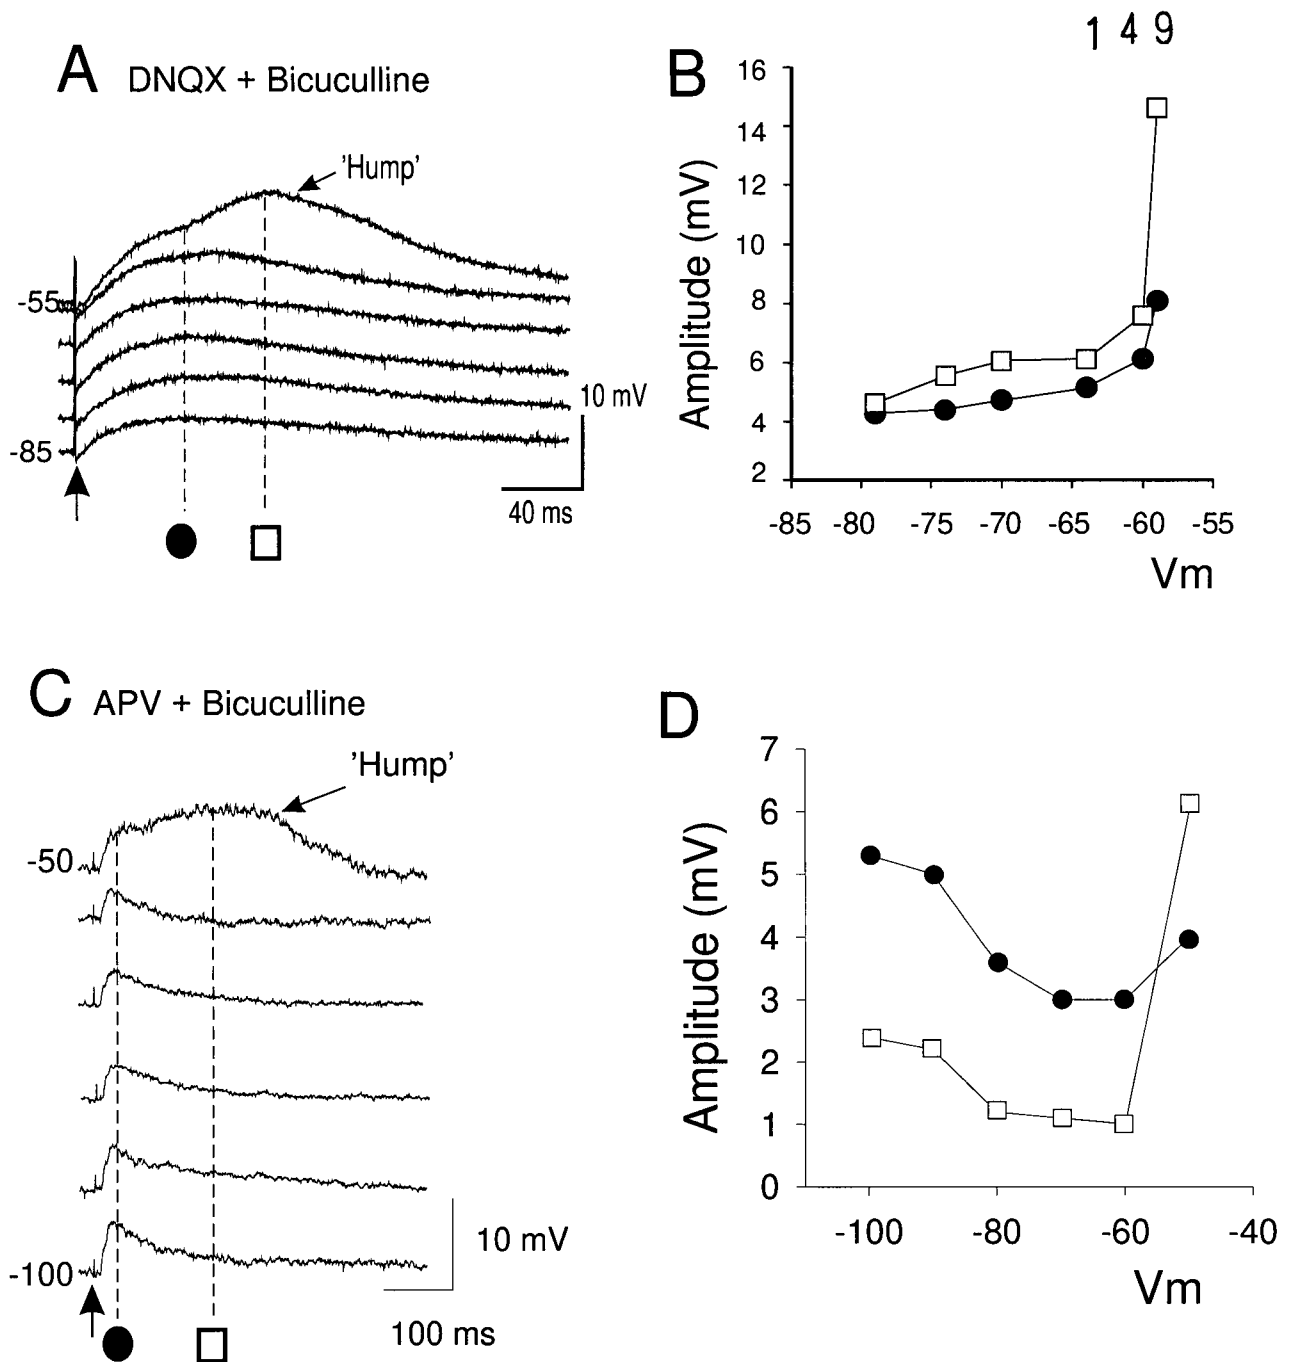 1 4 9
A DNQX + Bicuculline
'Hump'
-55
-85
10 mV
40 ms
B
16
14
12
10
8
6
4
2
Amplitude (mV)
-85 -80 -75 -70 -65 -60 -55
Vm
C APV + Bicuculline
'Hump'
-50
-100
10 mV
100 ms
D
7
6
5
4
3
2
1
0
Amplitude (mV)
-100 -80 -60 -40
Vm